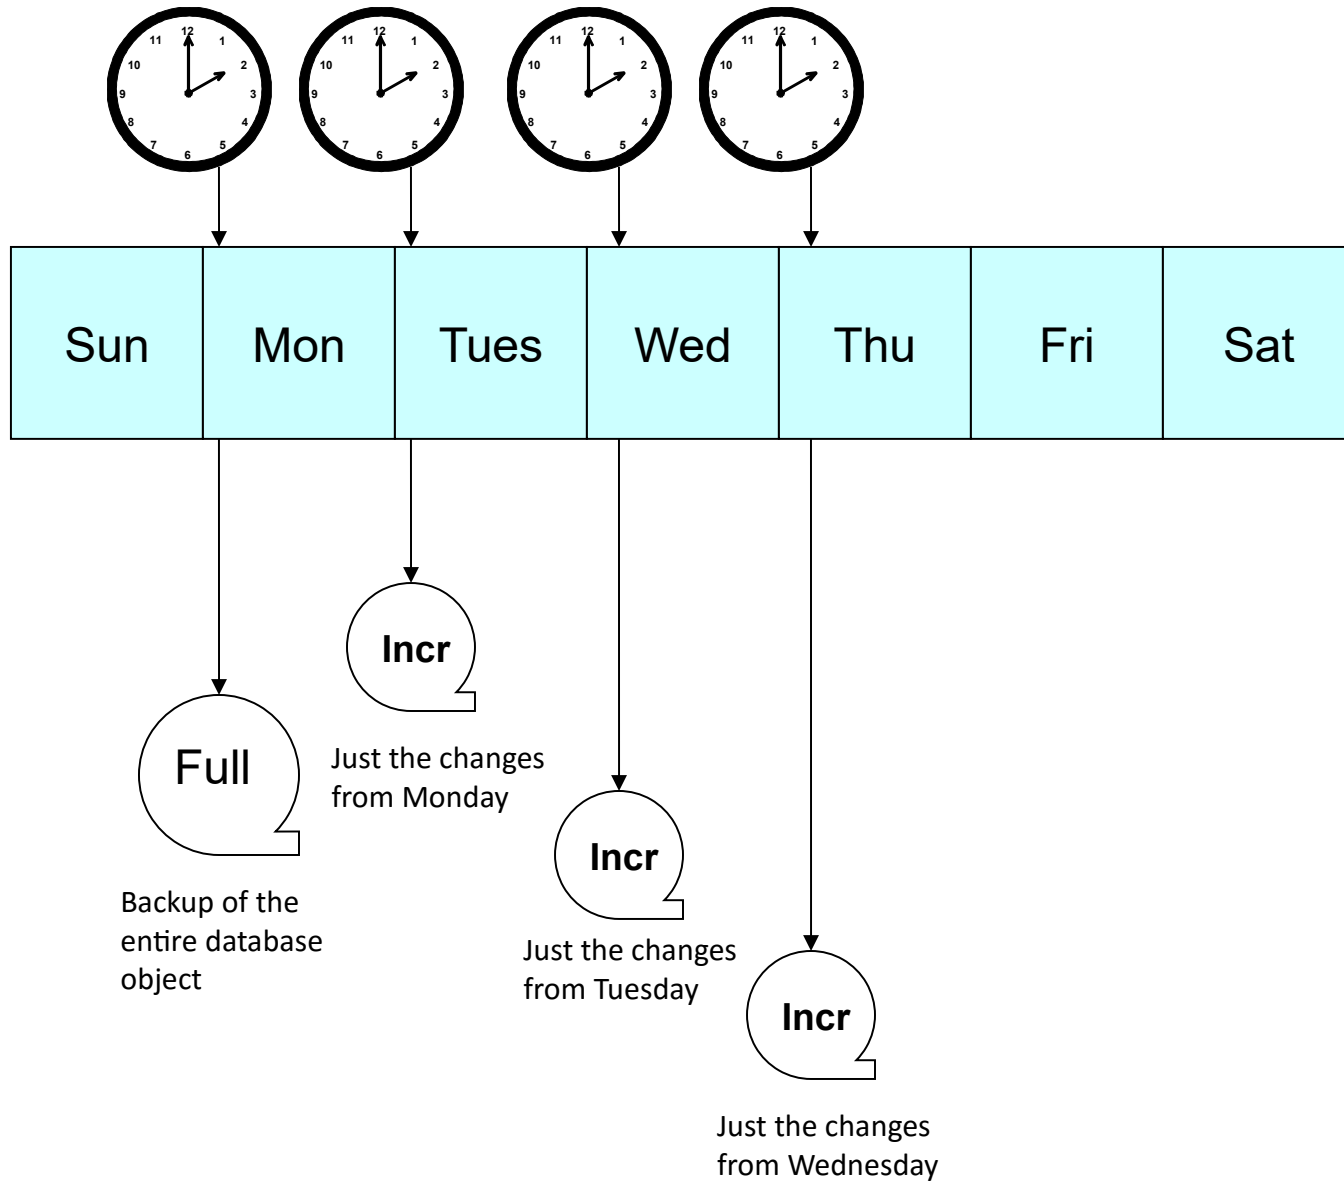 12
11 1
10 2
9 3
8 4
7 5
6
12
11 1
10 2
9 3
8 4
7 5
6
12
11 1
10 2
9 3
8 4
7 5
6
12
11 1
10 2
9 3
8 4
7 5
6
Sun Mon Tues Wed Thu Fri Sat
Full
Backup of the
entire database
object
Incr
Just the changes
from Monday
Incr
Just the changes
from Tuesday
Incr
Just the changes
from Wednesday